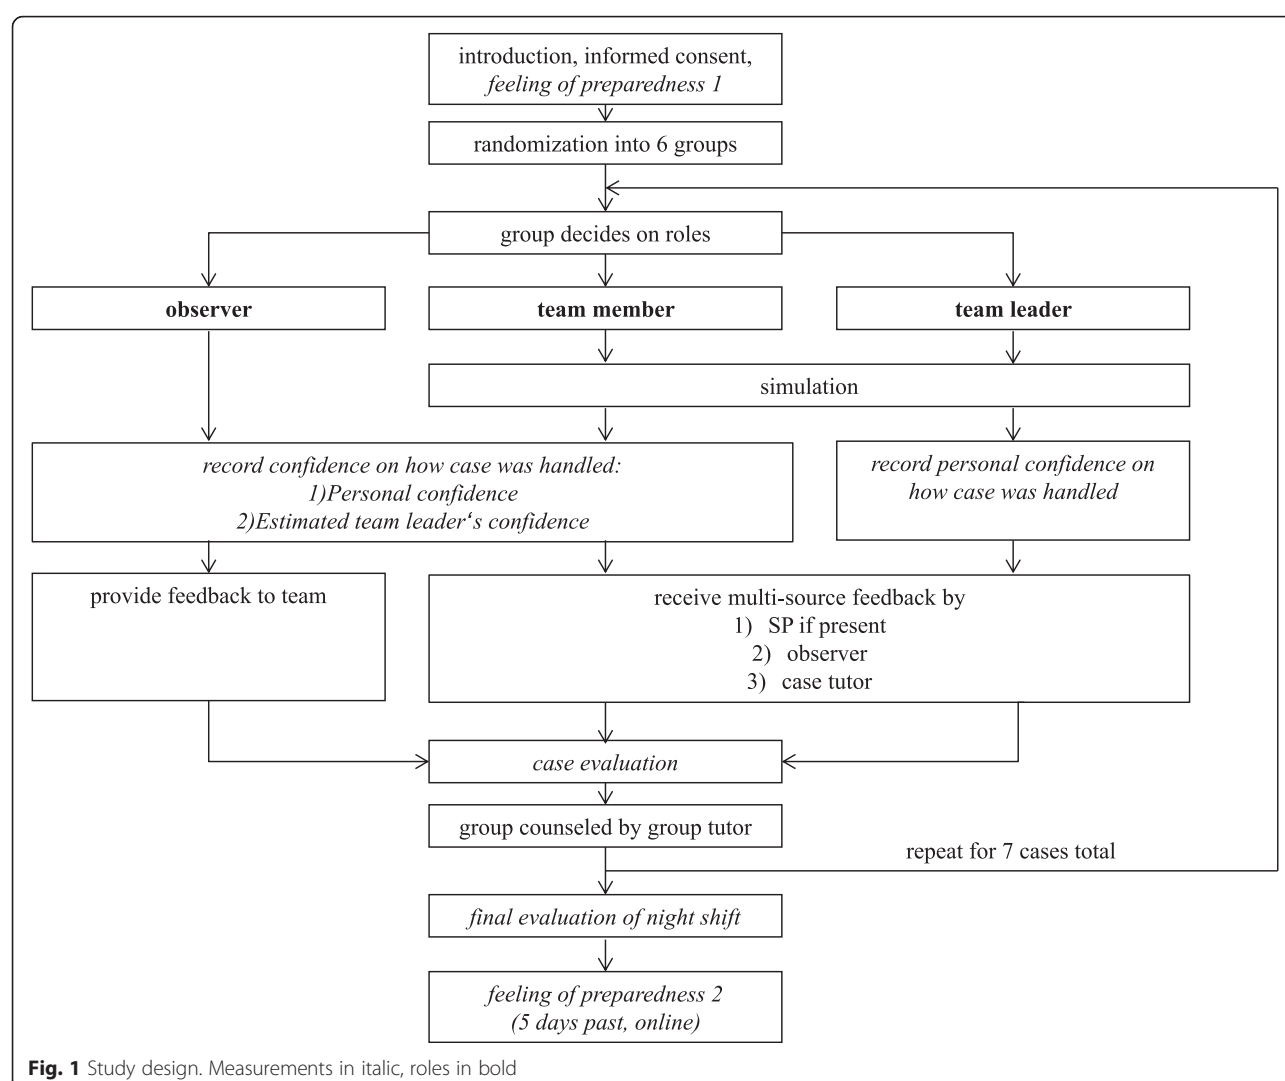 introduction, informed consent,
feeling of preparedness 1
randomization into 6 groups
group decides on roles
observer
team member
team leader
simulation
record confidence on how case was handled:
1)Personal confidence
2)Estimated team leader‘s confidence
record personal confidence on
how case was handled
provide feedback to team
receive multi-source feedback by
1) SP if present
2) observer
3) case tutor
case evaluation
group counseled by group tutor
repeat for 7 cases total
final evaluation of night shift
feeling of preparedness 2
(5 days past, online)
Fig. 1 Study design. Measurements in italic, roles in bold